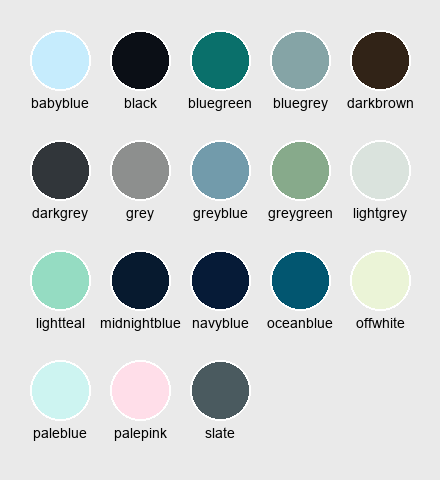 babyblue black bluegreen bluegrey darkbrown
darkgrey grey greyblue greygreen lightgrey
lightteal midnightblue navyblue oceanblue offwhite
paleblue palepink slate